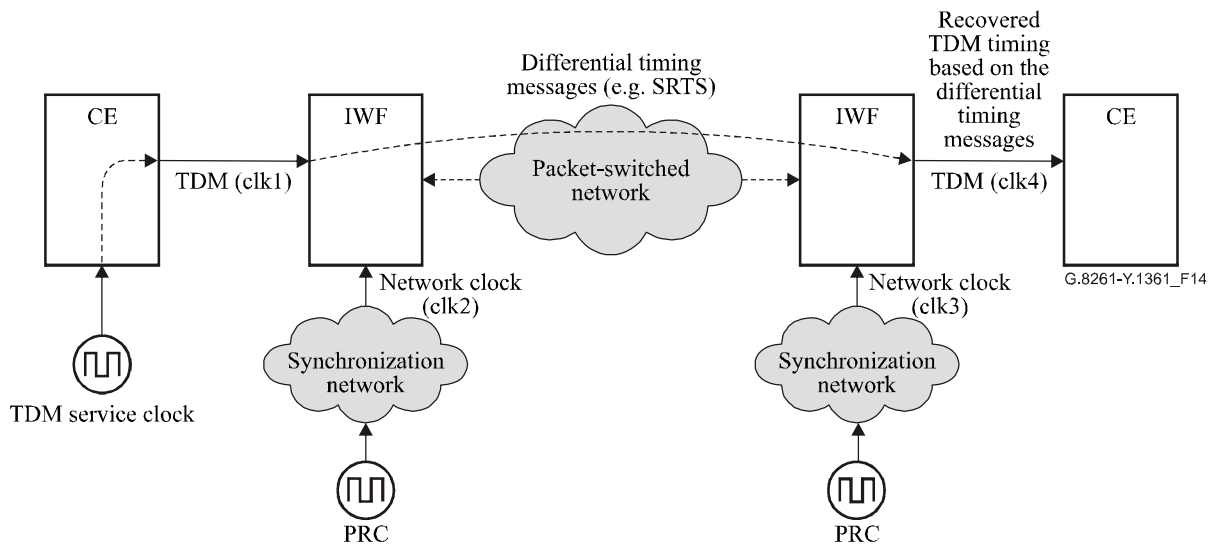 Recovered
TDM timing
based on the
differential
timing
messages
Differential timing
messages (e.g. SRTS)
CE
IWF
IWF
CE
Packet-switched
network
TDM (clk1)
TDM (clk4)
G.8261-Y.1361_F14
Network clock
(clk2)
Network clock
(clk3)
Synchronization
network
Synchronization
network
TDM service clock
PRC
PRC